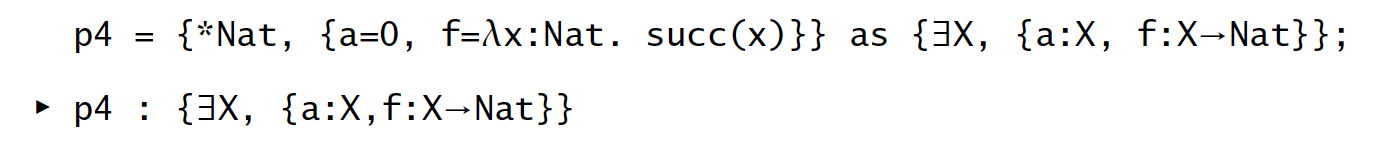 p4 = {*Nat, {a=0, f=λx:Nat. succ(x)}} as {∃X, {a:X, f:X→Nat}};
▸ p4 : {∃X, {a:X,f:X→Nat}}